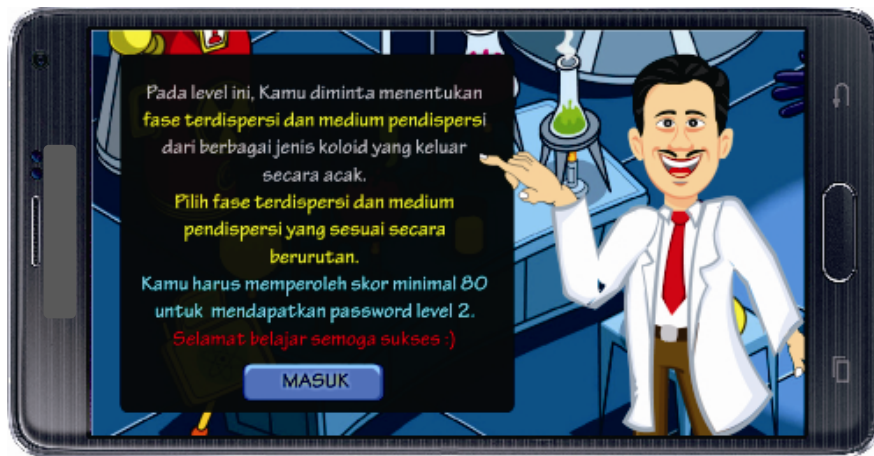 Pada level ini, Kamu diminta menentukan
fase terdispersi dan medium pendispersi
dari berbagai jenis koloid yang keluar
secara acak.
Pilih fase terdispersi dan medium
pendispersi yang sesuai secara
berurutan.
Kamu harus memperoleh skor minimal 80
untuk mendapatkan password level 2.
Selamat belajar semoga sukses :)
MASUK